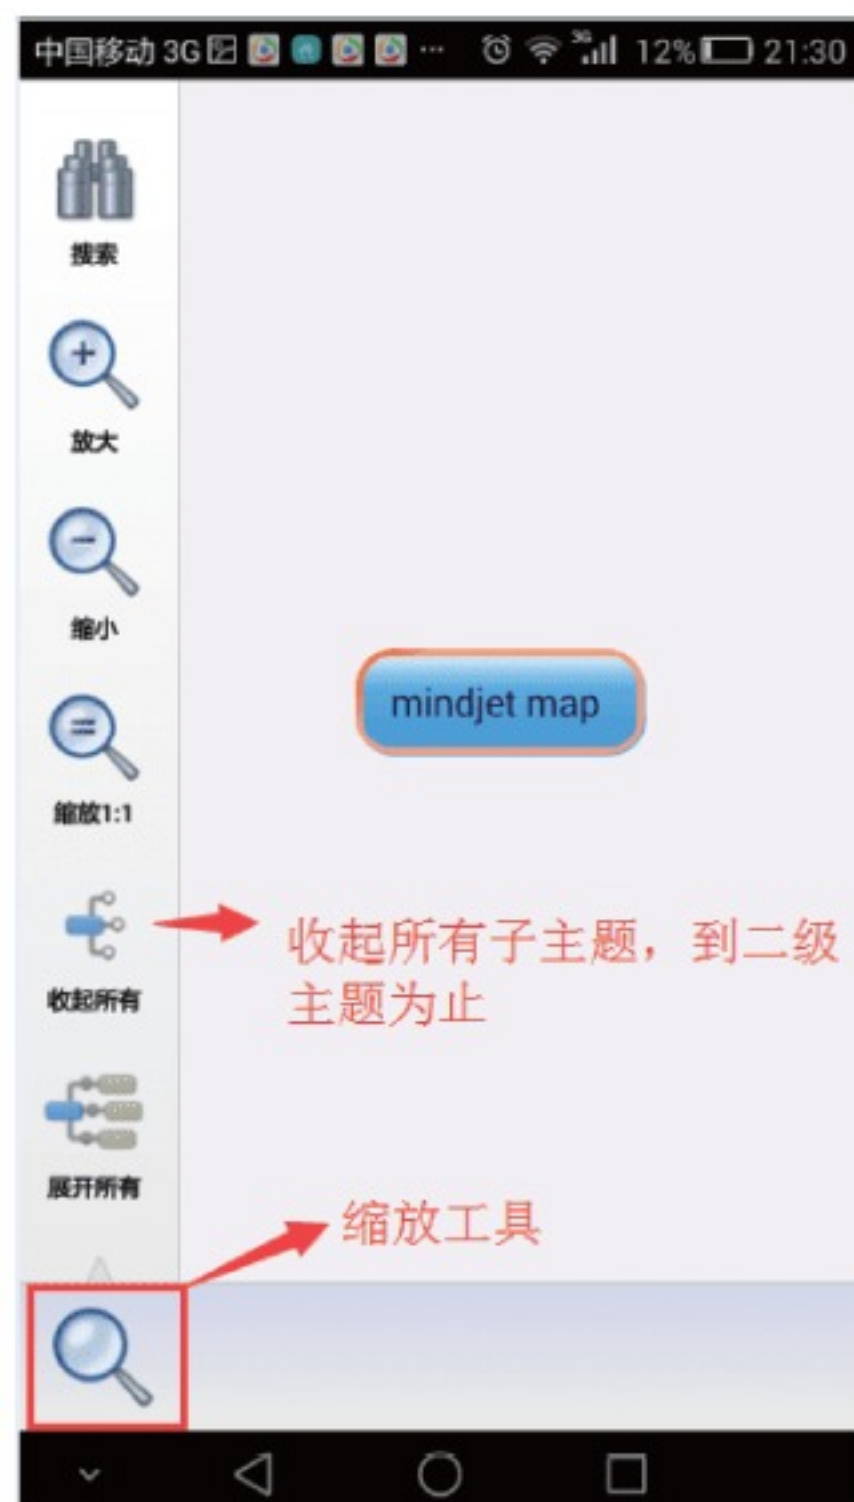 中国移动 3G ··· 3G 12% 21:30
搜索
放大
缩小
缩放1:1
mindjet map
收起所有
收起所有子主题，到二级
主题为止
展开所有
缩放工具